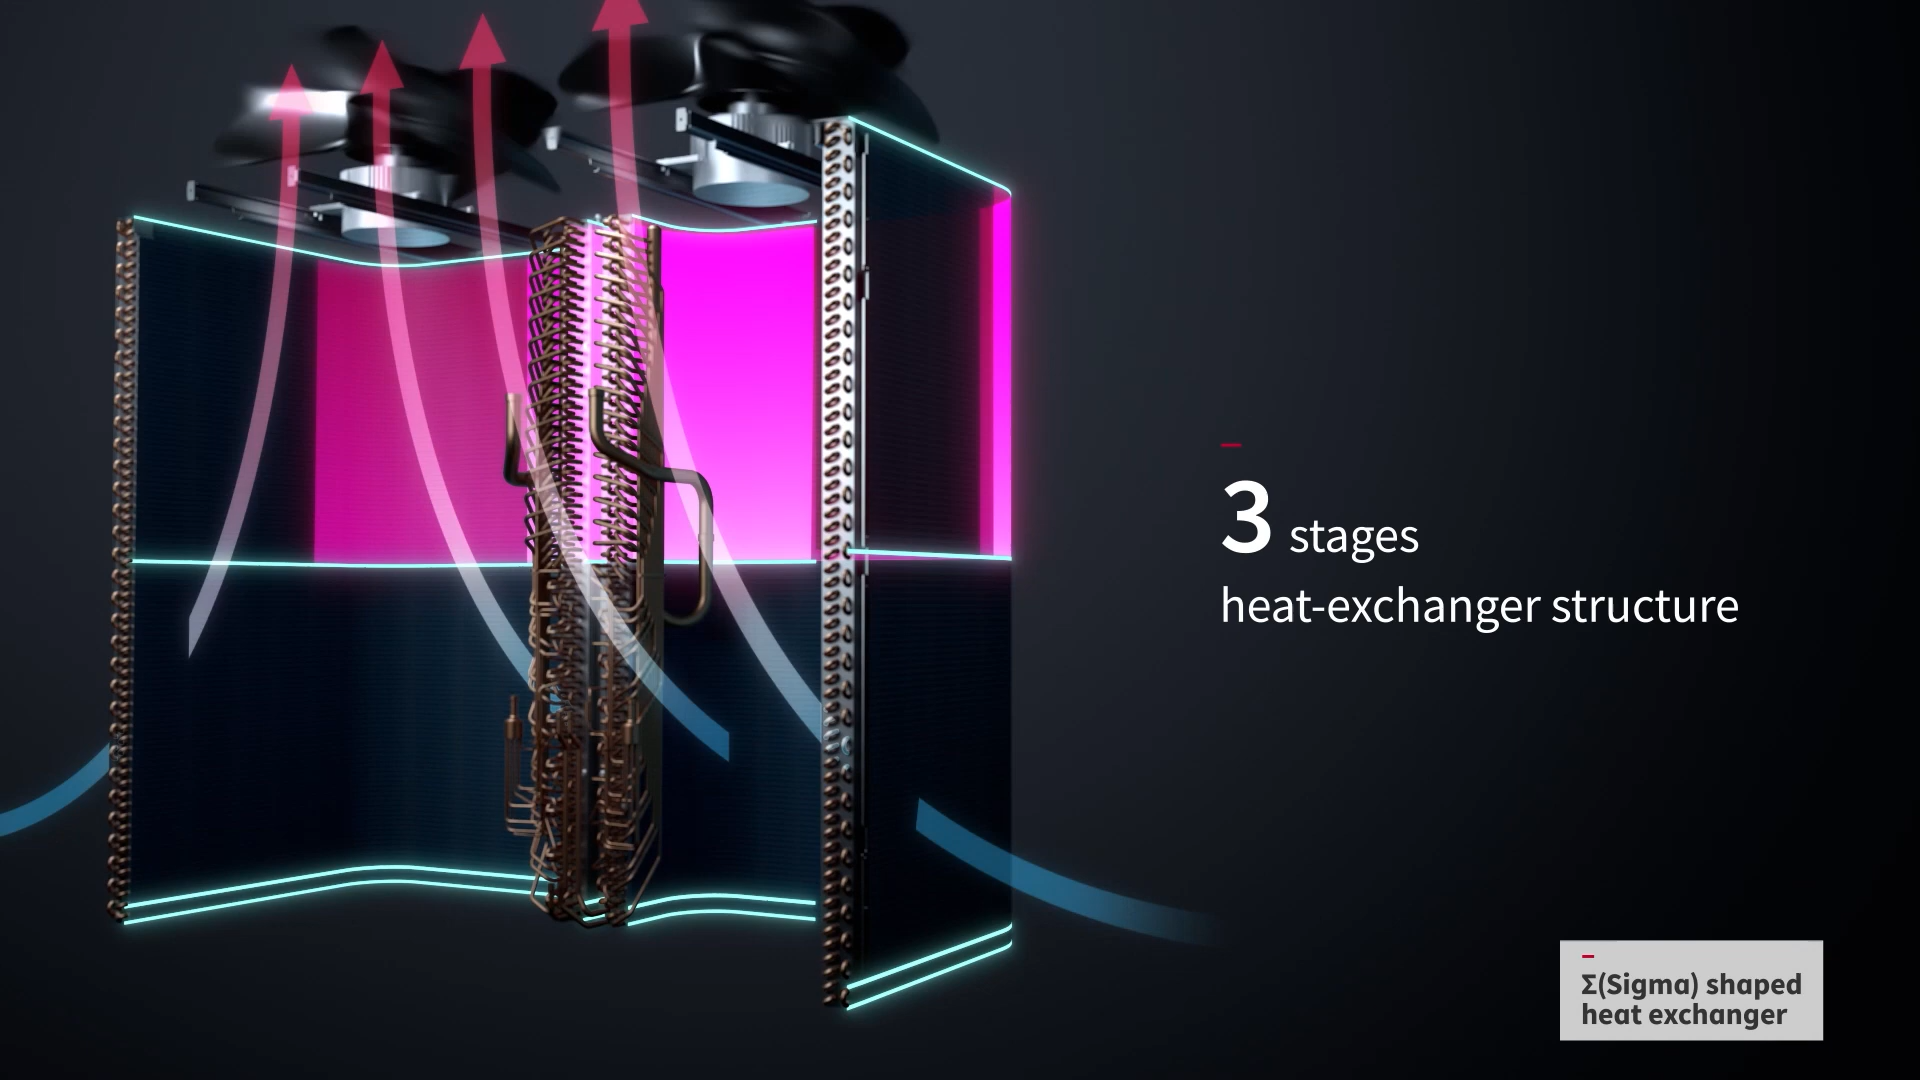 3 stages
heat-exchanger structure
Σ(Sigma) shaped
heat exchanger